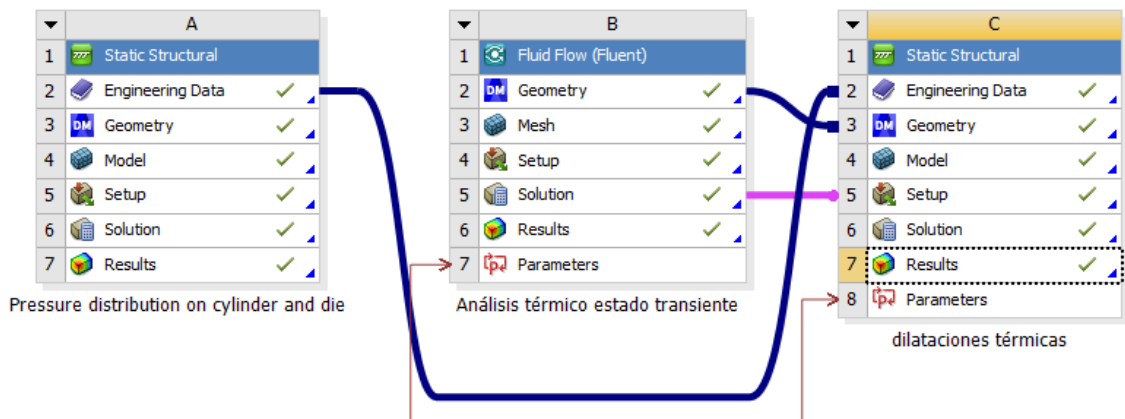 A
1 Static Structural
2 Engineering Data
3 DM Geometry
4 Model
5 Setup
6 Solution
7 Results
Pressure distribution on cylinder and die
B
1 Fluid Flow (Fluent)
2 DM Geometry
3 Mesh
4 Setup
5 Solution
6 Results
7 Parameters
Análisis térmico estado transiente
C
1 Static Structural
2 Engineering Data
3 DM Geometry
4 Model
5 Setup
6 Solution
7 Results
8 Parameters
dilataciones térmicas